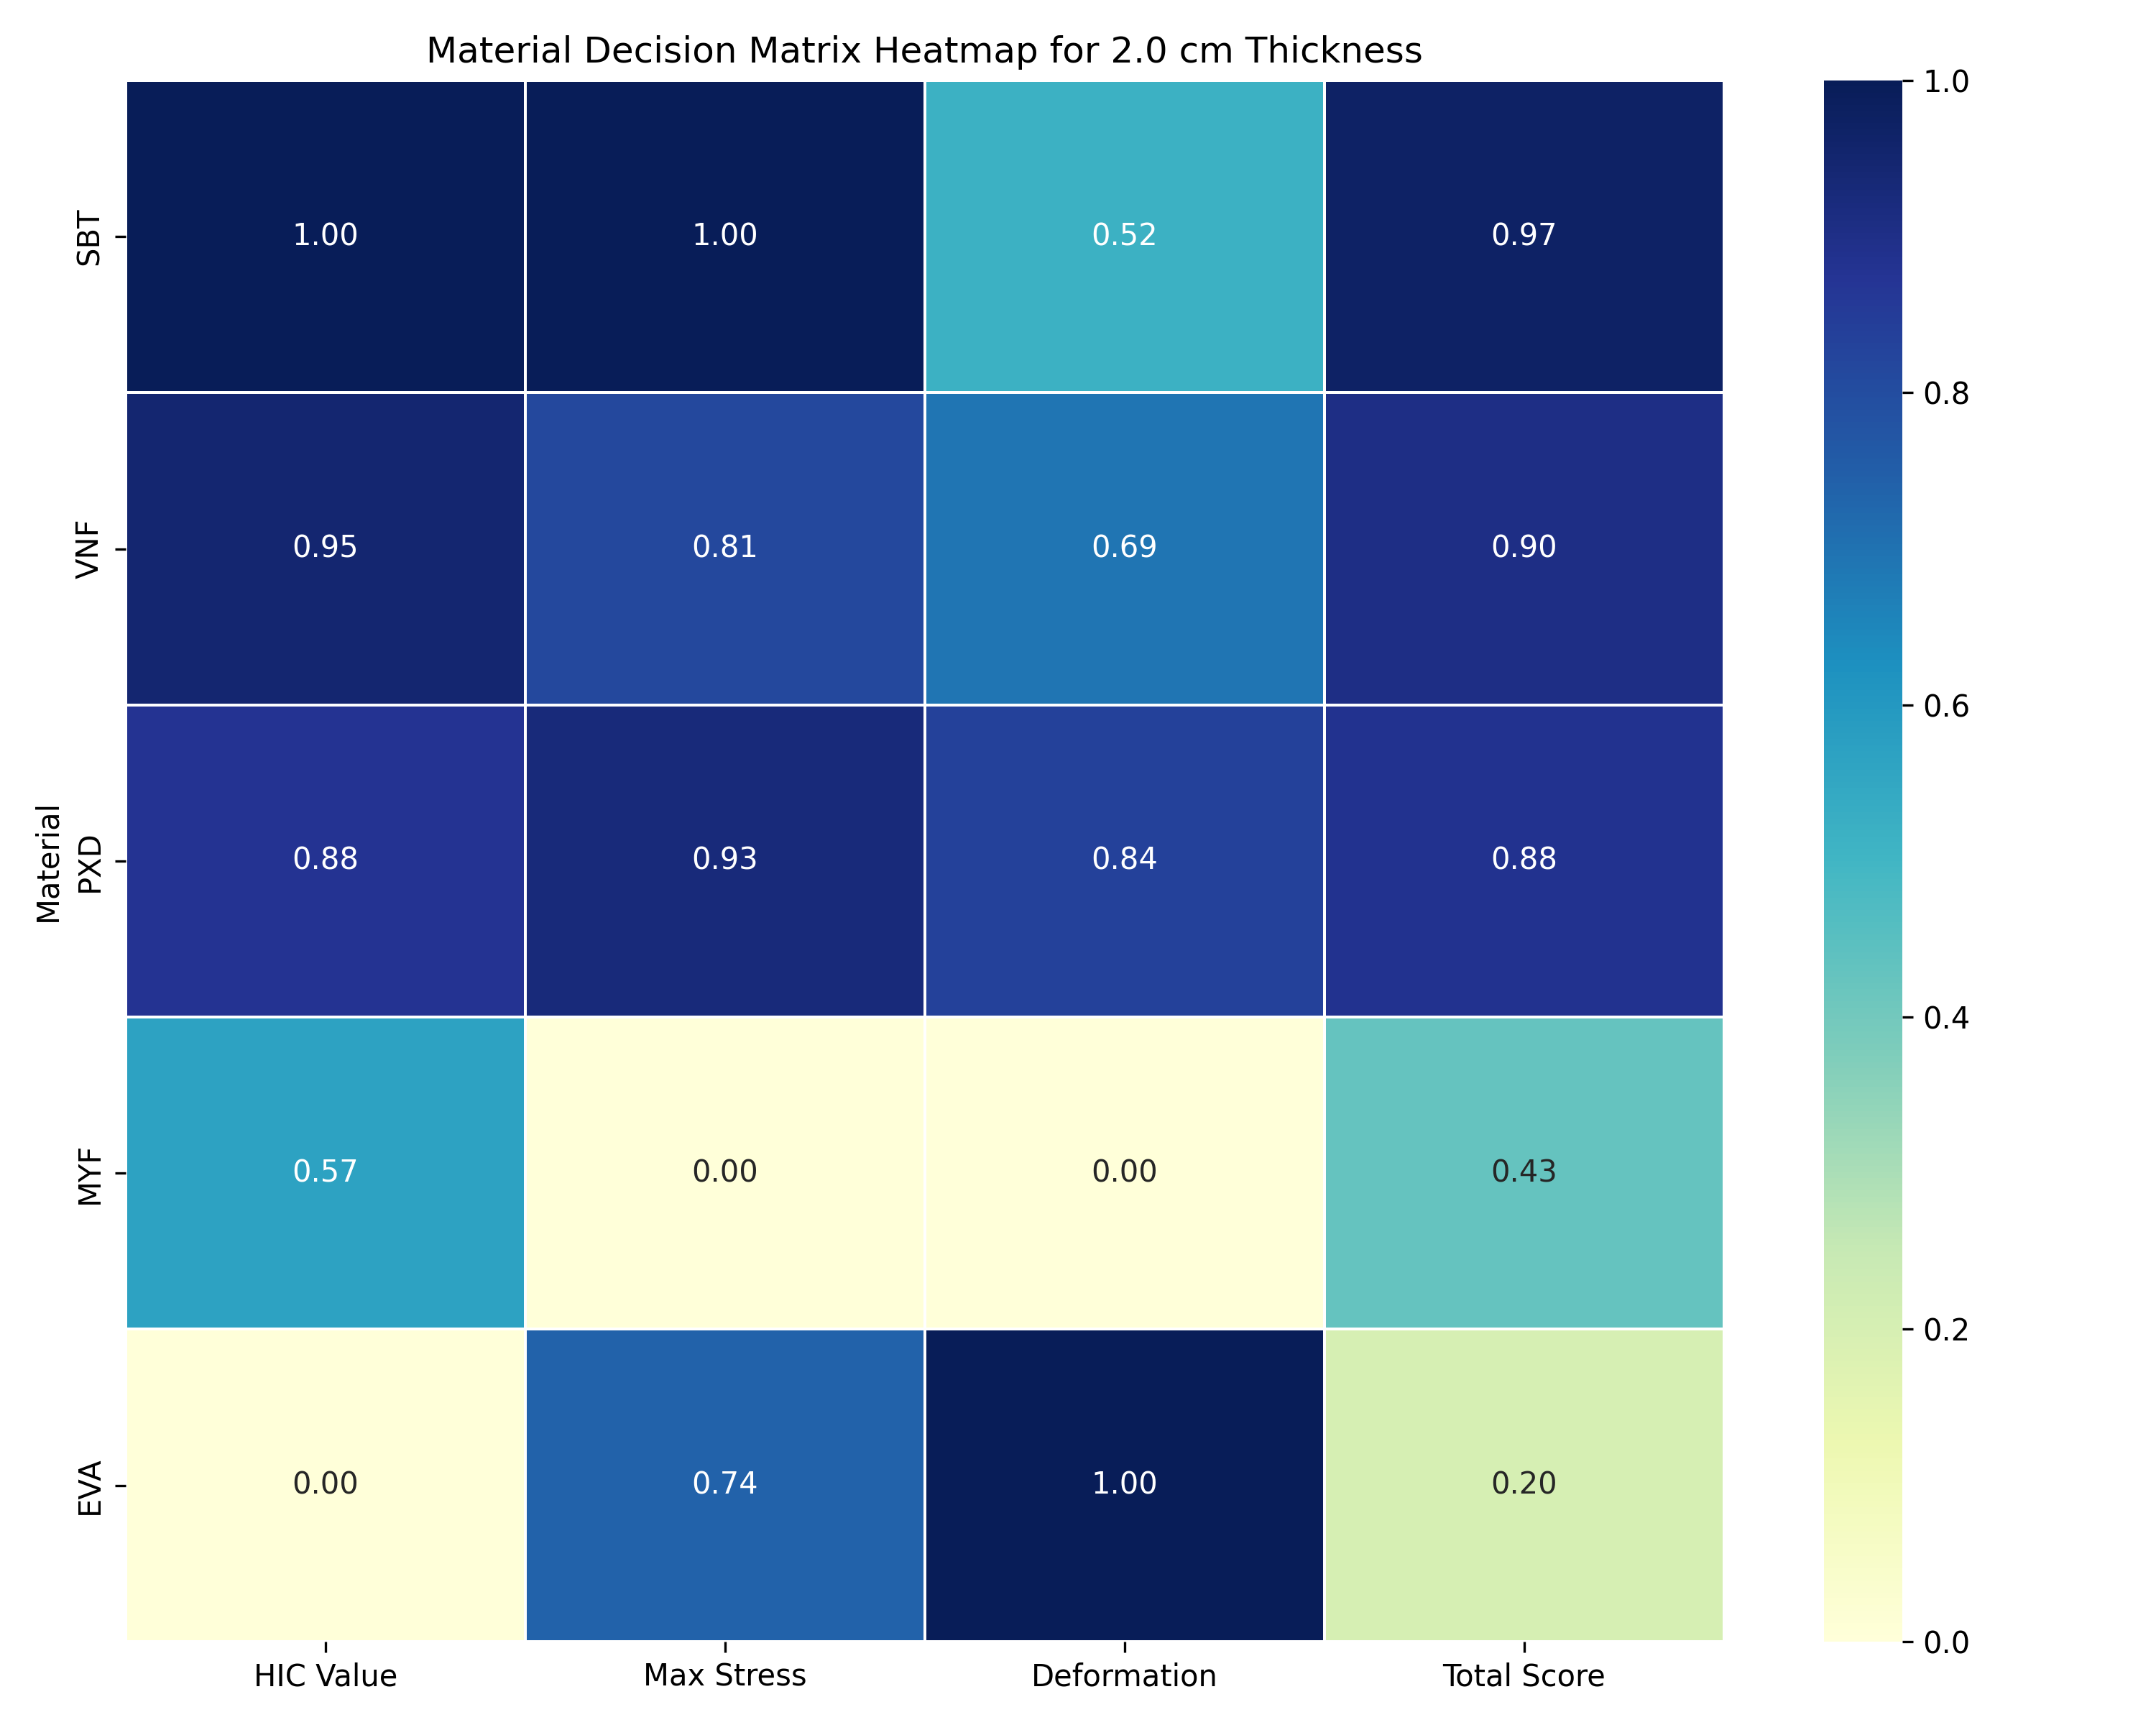 Material Decision Matrix Heatmap for 2.0 cm Thickness
Material
SBT
1.00 1.00 0.52 0.97
VNF
0.95 0.81 0.69 0.90
PXD
0.88 0.93 0.84 0.88
MYF
0.57 0.00 0.00 0.43
EVA
0.00 0.74 1.00 0.20
HIC Value Max Stress Deformation Total Score
1.0
0.8
0.6
0.4
0.2
0.0